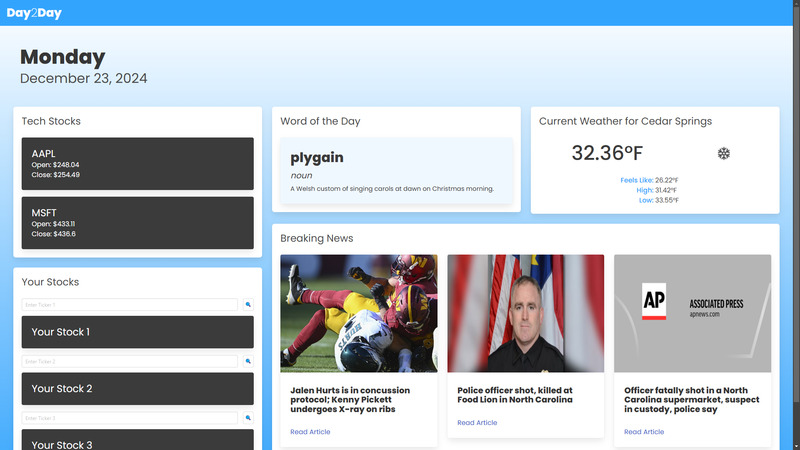 Day2Day
Monday
December 23, 2024
Tech Stocks
AAPL
Open: $248.04
Close: $254.49
MSFT
Open: $433.11
Close: $436.6
Your Stocks
Enter Ticker 1
Your Stock 1
Enter Ticker 2
Your Stock 2
Enter Ticker 3
Your Stock 3
Word of the Day
plygain
noun
A Welsh custom of singing carols at dawn on Christmas morning.
Current Weather for Cedar Springs
32.36°F
Feels Like: 26.22°F
High: 31.42°F
Low: 33.55°F
Breaking News
HURTS
Jalen Hurts is in concussion
protocol; Kenny Pickett
undergoes X-ray on ribs
Read Article
Police officer shot, killed at
Food Lion in North Carolina
Read Article
AP
ASSOCIATED PRESS
apnews.com
Officer fatally shot in a North
Carolina supermarket, suspect
in custody, police say
Read Article